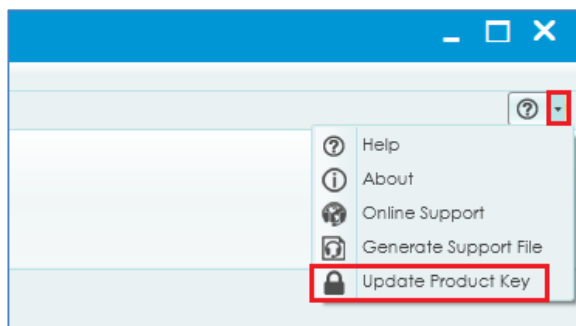 Help
About
Online Support
Generate Support File
Update Product Key